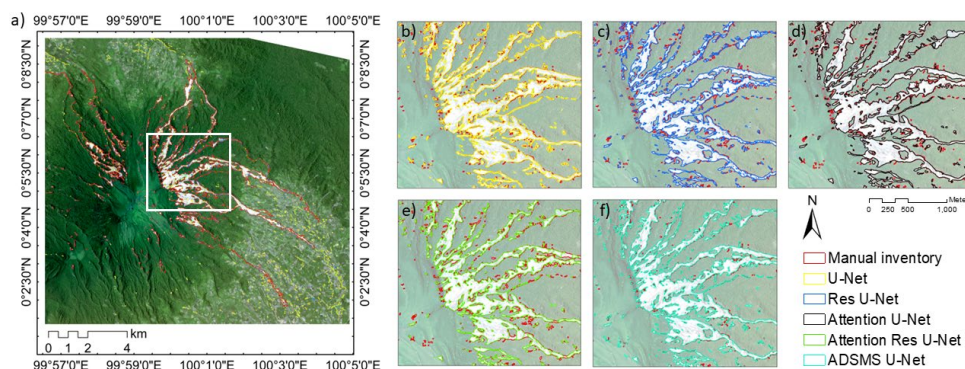 a)
99°57'0"E 99°59'0"E 100°1'0"E 100°3'0"E 100°5'0"E
0°8'30"N 0°8'30"N
0°7'0"N 0°7'0"N
0°5'30"N 0°5'30"N
0°4'0"N 0°4'0"N
0°2'30"N 0°2'30"N
km
0 1 2 4
99°57'0"E 99°59'0"E 100°1'0"E 100°3'0"E 100°5'0"E
b)
c)
d)
e)
f)
0 250 500 1,000
N
Manual inventory
U-Net
Res U-Net
Attention U-Net
Attention Res U-Net
ADSMS U-Net